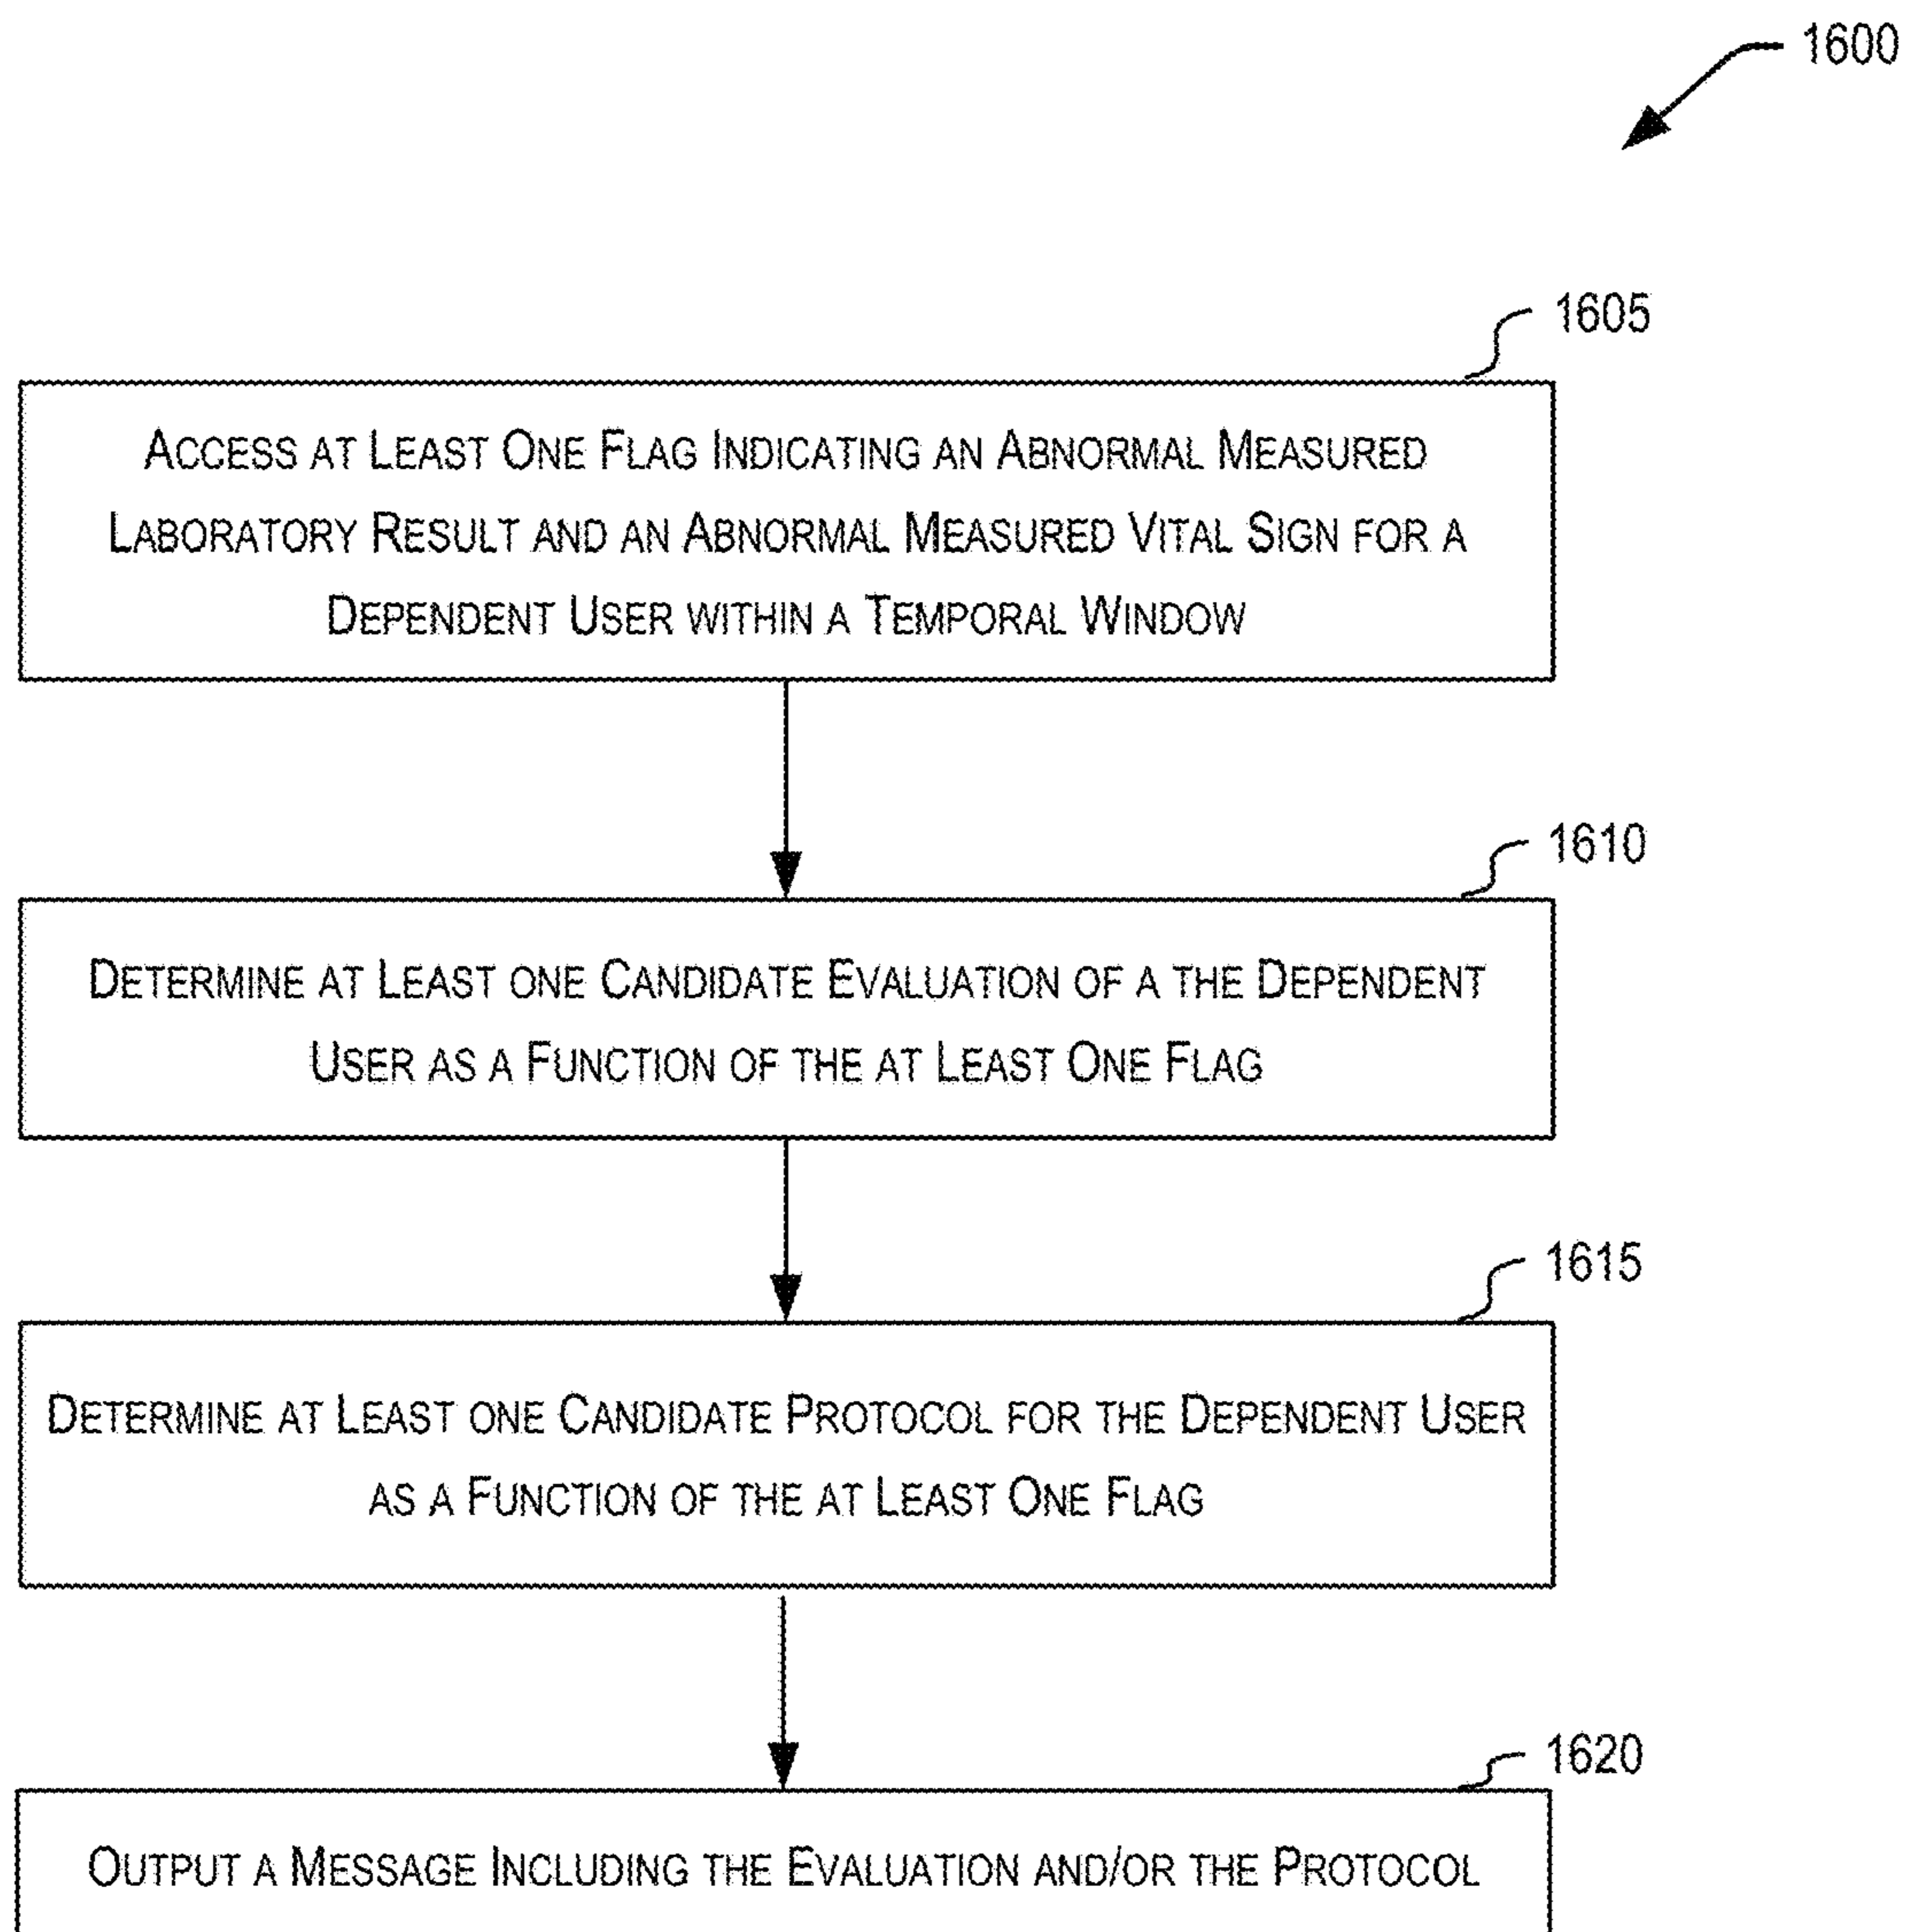 1600
1605
ACCESS AT LEAST ONE FLAG INDICATING AN ABNORMAL MEASURED
LABORATORY RESULT AND AN ABNORMAL MEASURED VITAL SIGN FOR A
DEPENDENT USER WITHIN A TEMPORAL WINDOW
1610
DETERMINE AT LEAST ONE CANDIDATE EVALUATION OF A THE DEPENDENT
USER AS A FUNCTION OF THE AT LEAST ONE FLAG
1615
DETERMINE AT LEAST ONE CANDIDATE PROTOCOL FOR THE DEPENDENT USER
AS A FUNCTION OF THE AT LEAST ONE FLAG
1620
OUTPUT A MESSAGE INCLUDING THE EVALUATION AND/OR THE PROTOCOL